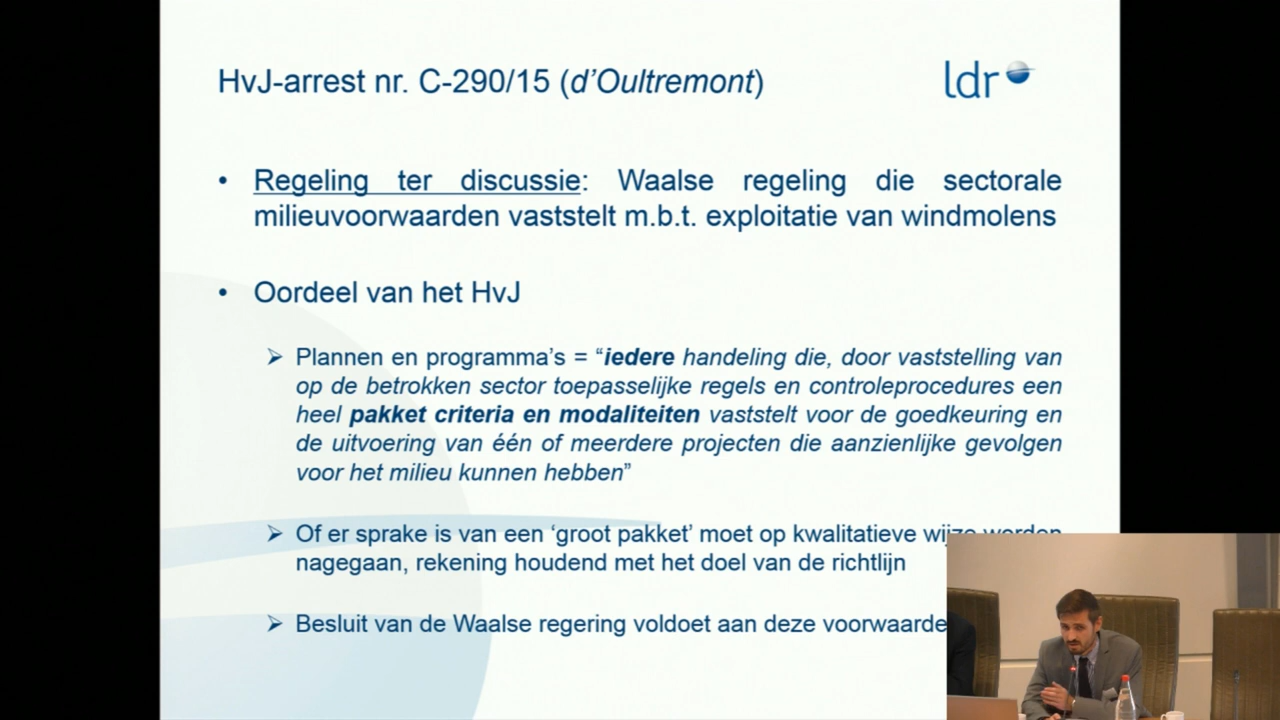 HvJ-arrest nr. C-290/15 (d’Oultremont)
ldr
• Regeling ter discussie: Waalse regeling die sectorale
milieuvoorwaarden vaststelt m.b.t. exploitatie van windmolens
• Oordeel van het HvJ
➢ Plannen en programma’s = “iedere handeling die, door vaststelling van
op de betrokken sector toepasselijke regels en controleprocedures een
heel pakket criteria en modaliteiten vaststelt voor de goedkeuring en
de uitvoering van één of meerdere projecten die aanzienlijke gevolgen
voor het milieu kunnen hebben”
➢ Of er sprake is van een ‘groot pakket’ moet op kwalitatieve wijze worden
nagegaan, rekening houdend met het doel van de richtlijn
➢ Besluit van de Waalse regering voldoet aan deze voorwaarde